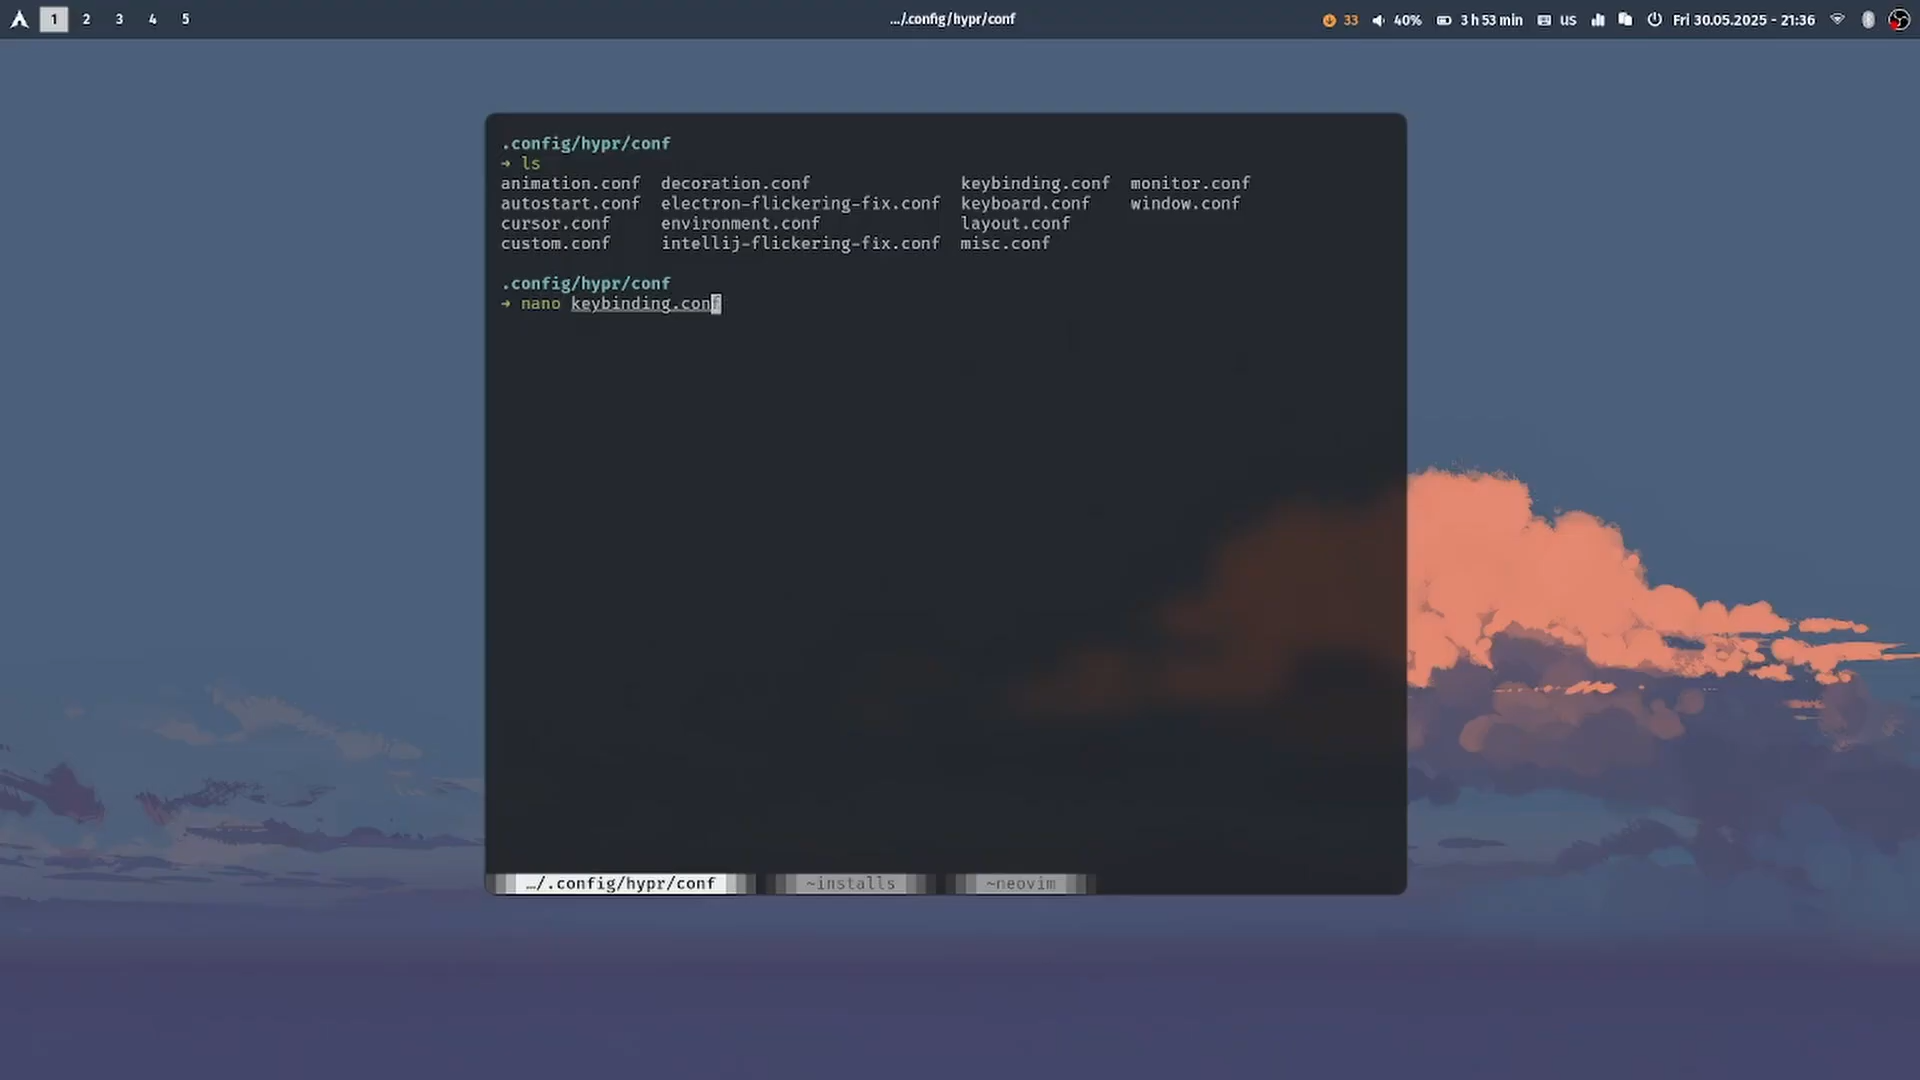 1 2 3 4 5 …/.config/hypr/conf 33 40% 3 h 53 min US Fri 30.05.2025 - 21:36
.config/hypr/conf
→ ls
animation.conf decoration.conf keybinding.conf monitor.conf
autostart.conf electron-flickering-fix.conf keyboard.conf window.conf
cursor.conf environment.conf layout.conf
custom.conf intellij-flickering-fix.conf misc.conf
.config/hypr/conf
→ nano keybinding.conf
…/.config/hypr/conf ~installs ~neovim